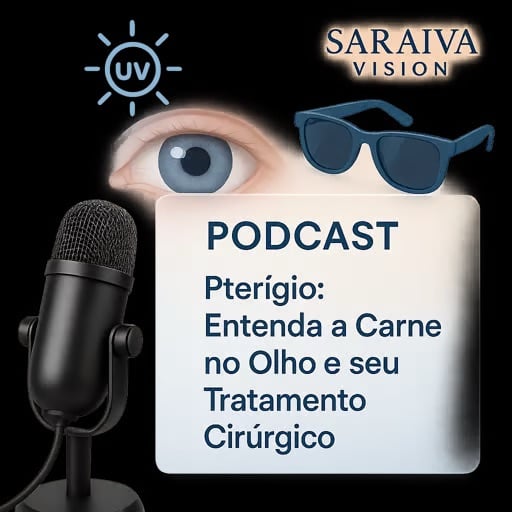 UV
SARAIVA
VISION
PODCAST
Pterígio:
Entenda a Carne
no Olho e seu
Tratamento
Cirúrgico